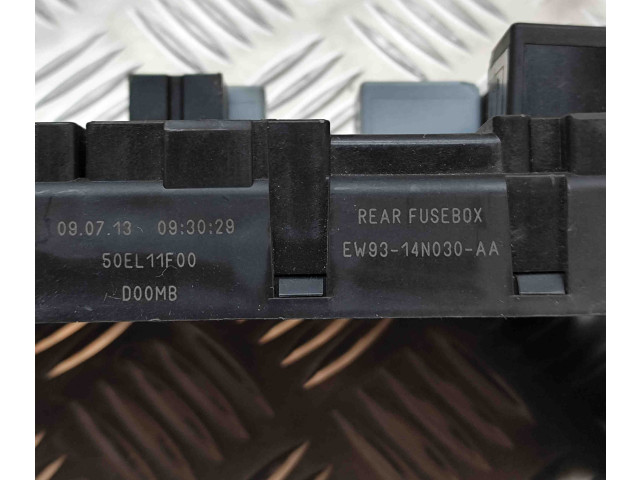 09.07.13 09:30:29
50EL11F00
D00MB
REAR FUSEBOX
EW93-14N030-AA